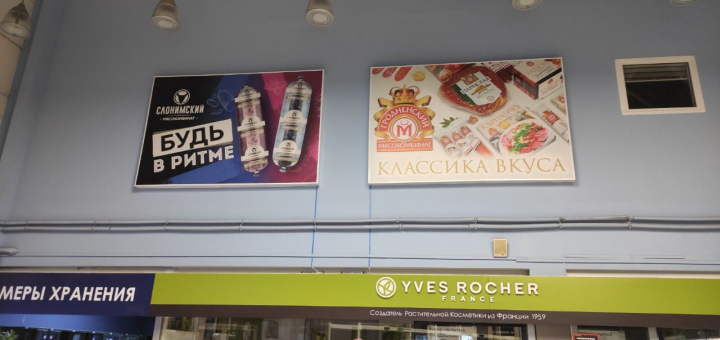 СЛОНИМСКИЙ
МЯСОКОМБИНАТ
БУДЬ
В РИТМЕ
ГРОДНЕНСКИЙ
МЯСОКОМБИНАТ
КЛАССИКА ВКУСА
МЕРЫ ХРАНЕНИЯ
YVES ROCHER
FRANCE
Создатель Растительной Косметики из Франции 1959